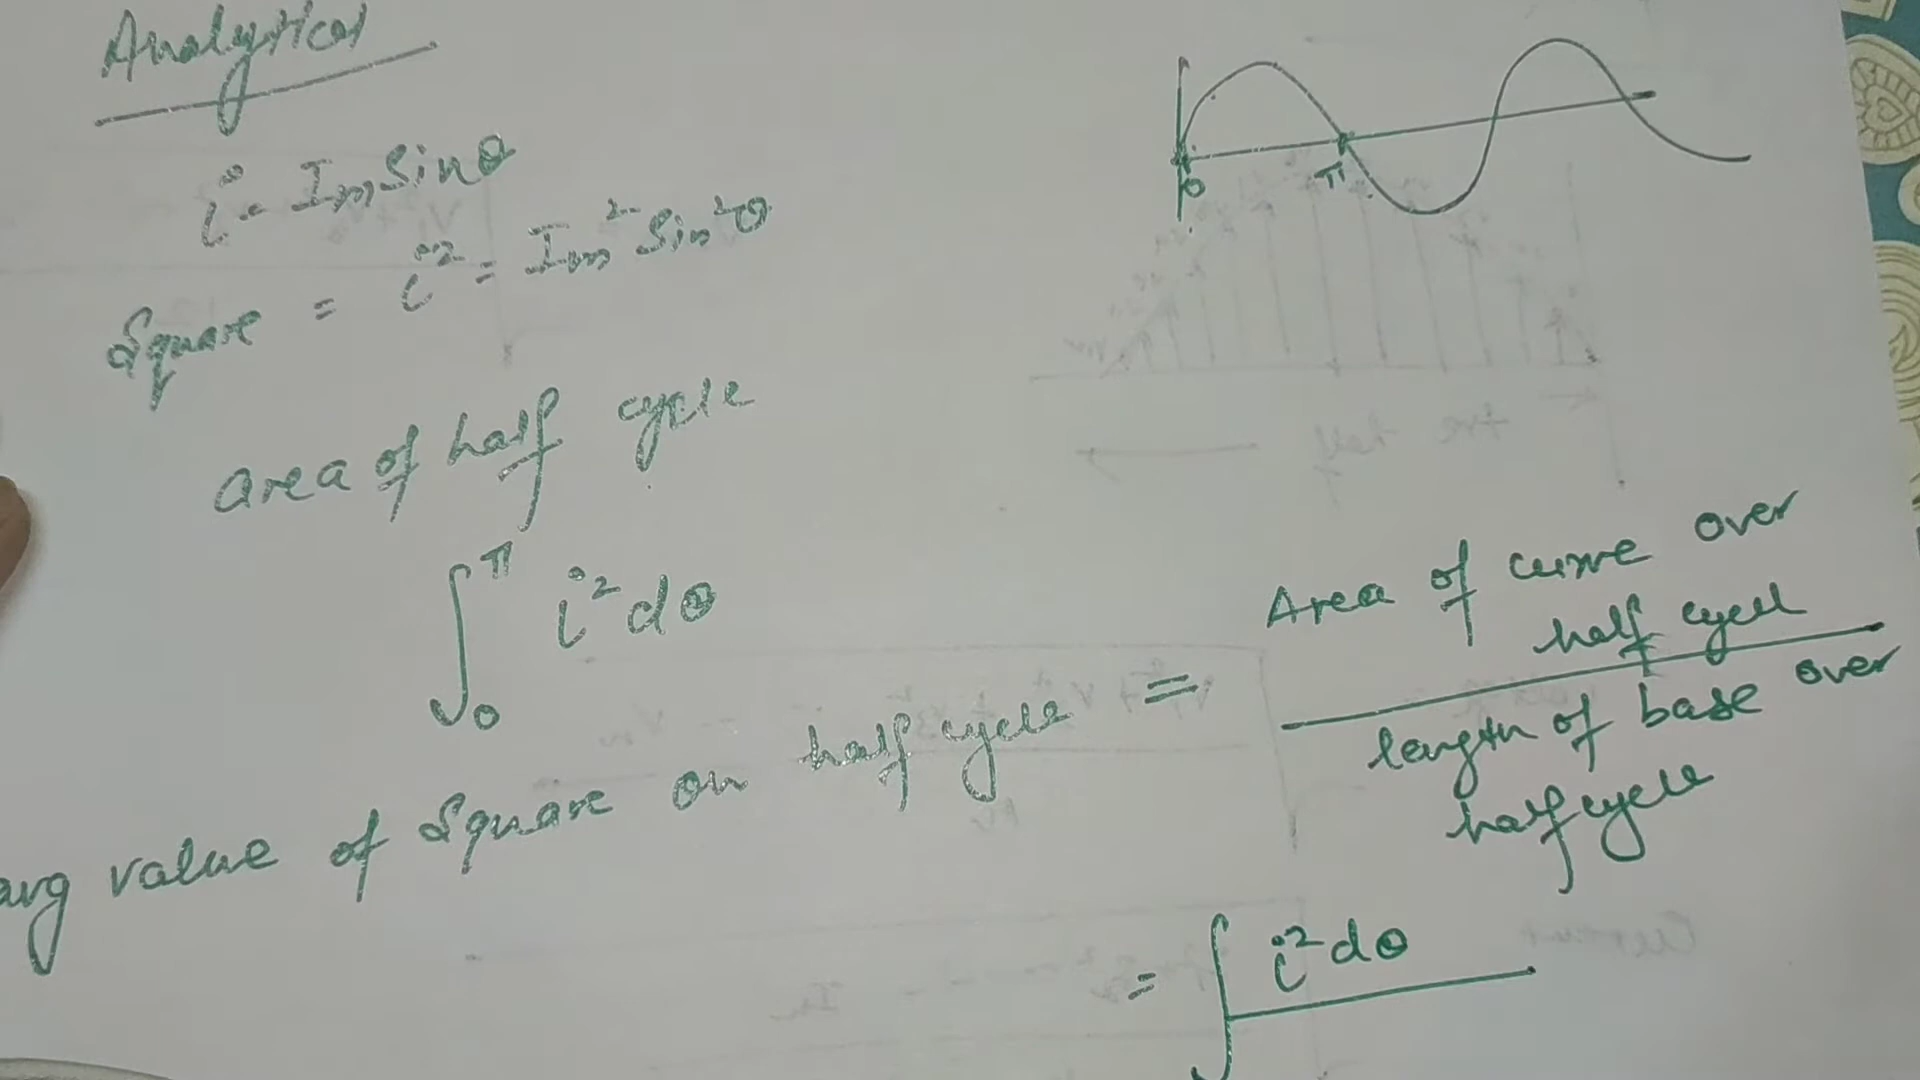 Analytical
i = Im Sinθ
Square = i² = Im² Sin²θ
0 π
area of half cycle
∫₀^π i² dθ
avg value of Square on half cycle = Area of curve over half cycle / length of base over half cycle
= ∫ i² dθ